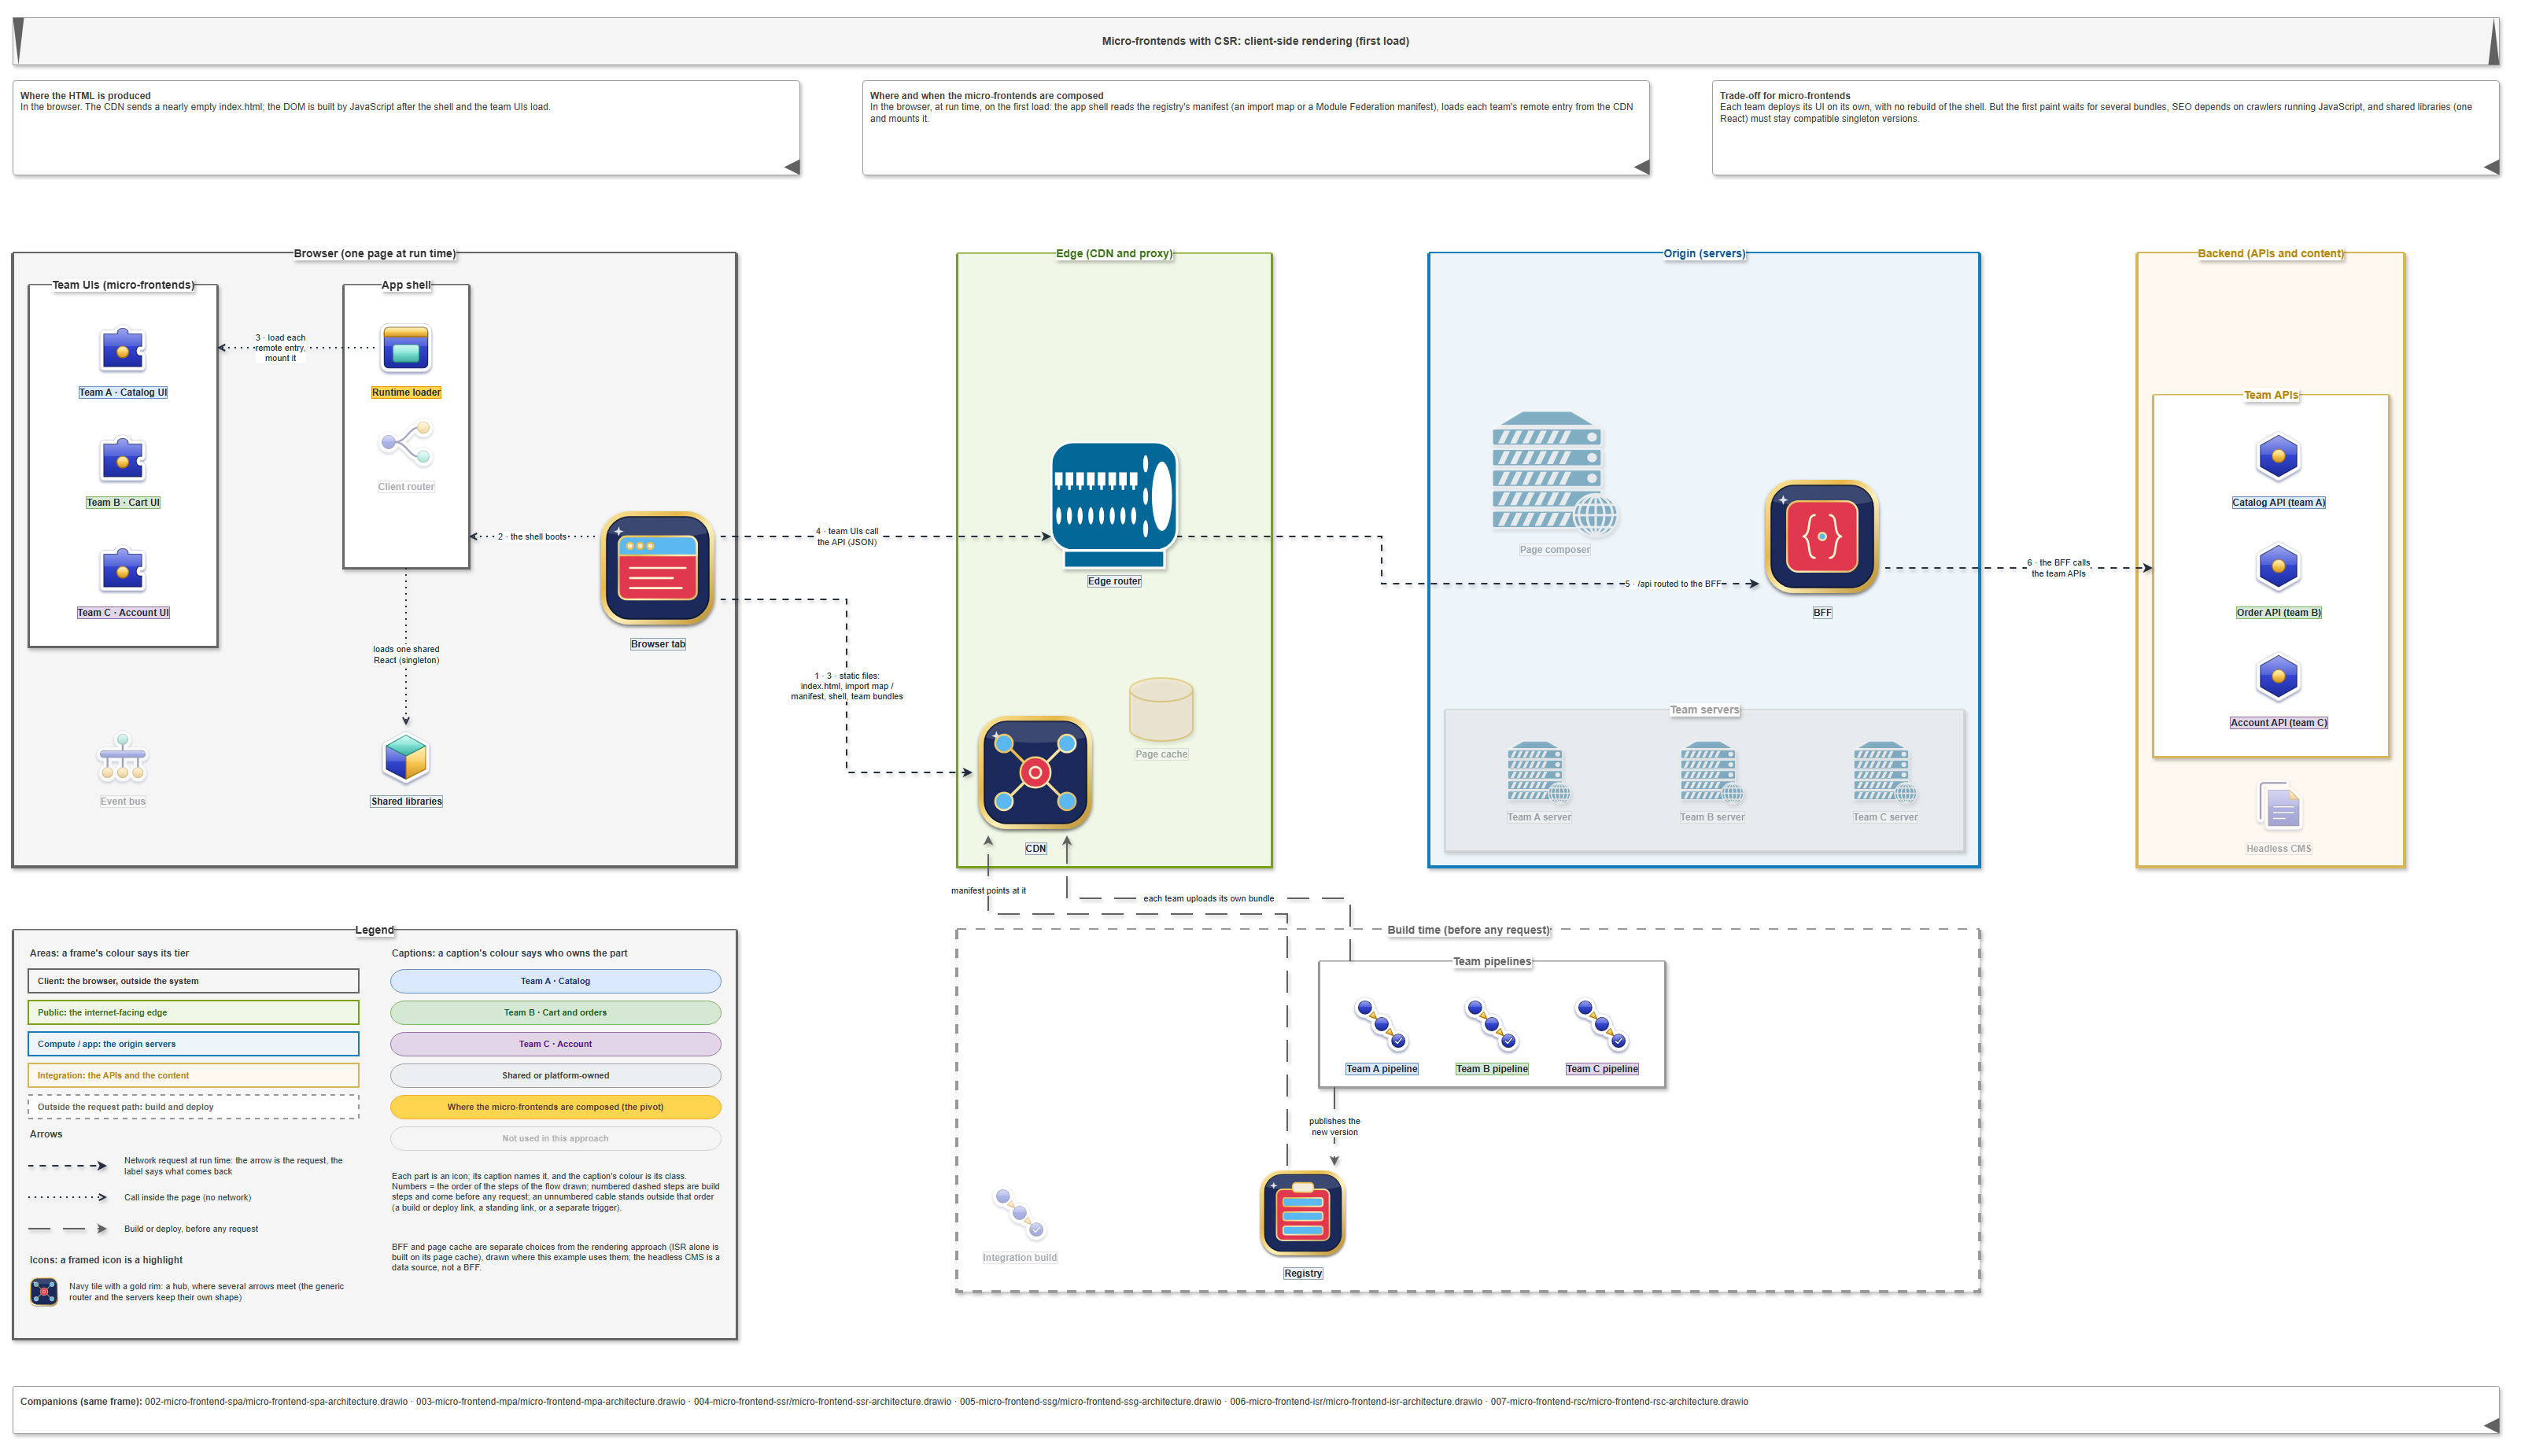 Micro-frontends with CSR: client-side rendering (first load)
Where the HTML is produced
In the browser. The CDN sends a nearly empty index.html; the DOM is built by JavaScript after the shell and the team UIs load.
Where and when the micro-frontends are composed
In the browser, at run time, on the first load: the app shell reads the registry's manifest (an import map or a Module Federation manifest), loads each team's remote entry from the CDN
and mounts it.
Trade-off for micro-frontends
Each team deploys its UI on its own, with no rebuild of the shell. But the first paint waits for several bundles, SEO depends on crawlers running JavaScript, and shared libraries (one
React) must stay compatible singleton versions.
Browser (one page at run time)
Team UIs (micro-frontends)
Team A · Catalog UI
Team B · Cart UI
Team C · Account UI
3 · load each
remote entry,
mount it
App shell
Runtime loader
Client router
2 · the shell boots
Browser tab
loads one shared
React (singleton)
Event bus
Shared libraries
4 · team UIs call
the API (JSON)
1 · 3 · static files:
index.html, import map /
manifest, shell, team bundles
Edge (CDN and proxy)
Edge router
Page cache
CDN
Origin (servers)
Page composer
5 · /api routed to the BFF
BFF
Team servers
Team A server
Team B server
Team C server
6 · the BFF calls
the team APIs
Backend (APIs and content)
Team APIs
Catalog API (team A)
Order API (team B)
Account API (team C)
Headless CMS
manifest points at it
each team uploads its own bundle
Build time (before any request)
Team pipelines
Team A pipeline
Team B pipeline
Team C pipeline
publishes the
new version
Integration build
Registry
Legend
Areas: a frame's colour says its tier
Client: the browser, outside the system
Public: the internet-facing edge
Compute / app: the origin servers
Integration: the APIs and the content
Outside the request path: build and deploy
Arrows
Network request at run time: the arrow is the request, the
label says what comes back
Call inside the page (no network)
Build or deploy, before any request
Icons: a framed icon is a highlight
Navy tile with a gold rim: a hub, where several arrows meet (the generic
router and the servers keep their own shape)
Captions: a caption's colour says who owns the part
Team A · Catalog
Team B · Cart and orders
Team C · Account
Shared or platform-owned
Where the micro-frontends are composed (the pivot)
Not used in this approach
Each part is an icon; its caption names it, and the caption's colour is its class.
Numbers = the order of the steps of the flow drawn; numbered dashed steps are build
steps and come before any request; an unnumbered cable stands outside that order
(a build or deploy link, a standing link, or a separate trigger).
BFF and page cache are separate choices from the rendering approach (ISR alone is
built on its page cache), drawn where this example uses them; the headless CMS is a
data source, not a BFF.
Companions (same frame): 002-micro-frontend-spa/micro-frontend-spa-architecture.drawio · 003-micro-frontend-mpa/micro-frontend-mpa-architecture.drawio · 004-micro-frontend-ssr/micro-frontend-ssr-architecture.drawio · 005-micro-frontend-ssg/micro-frontend-ssg-architecture.drawio · 006-micro-frontend-isr/micro-frontend-isr-architecture.drawio · 007-micro-frontend-rsc/micro-frontend-rsc-architecture.drawio